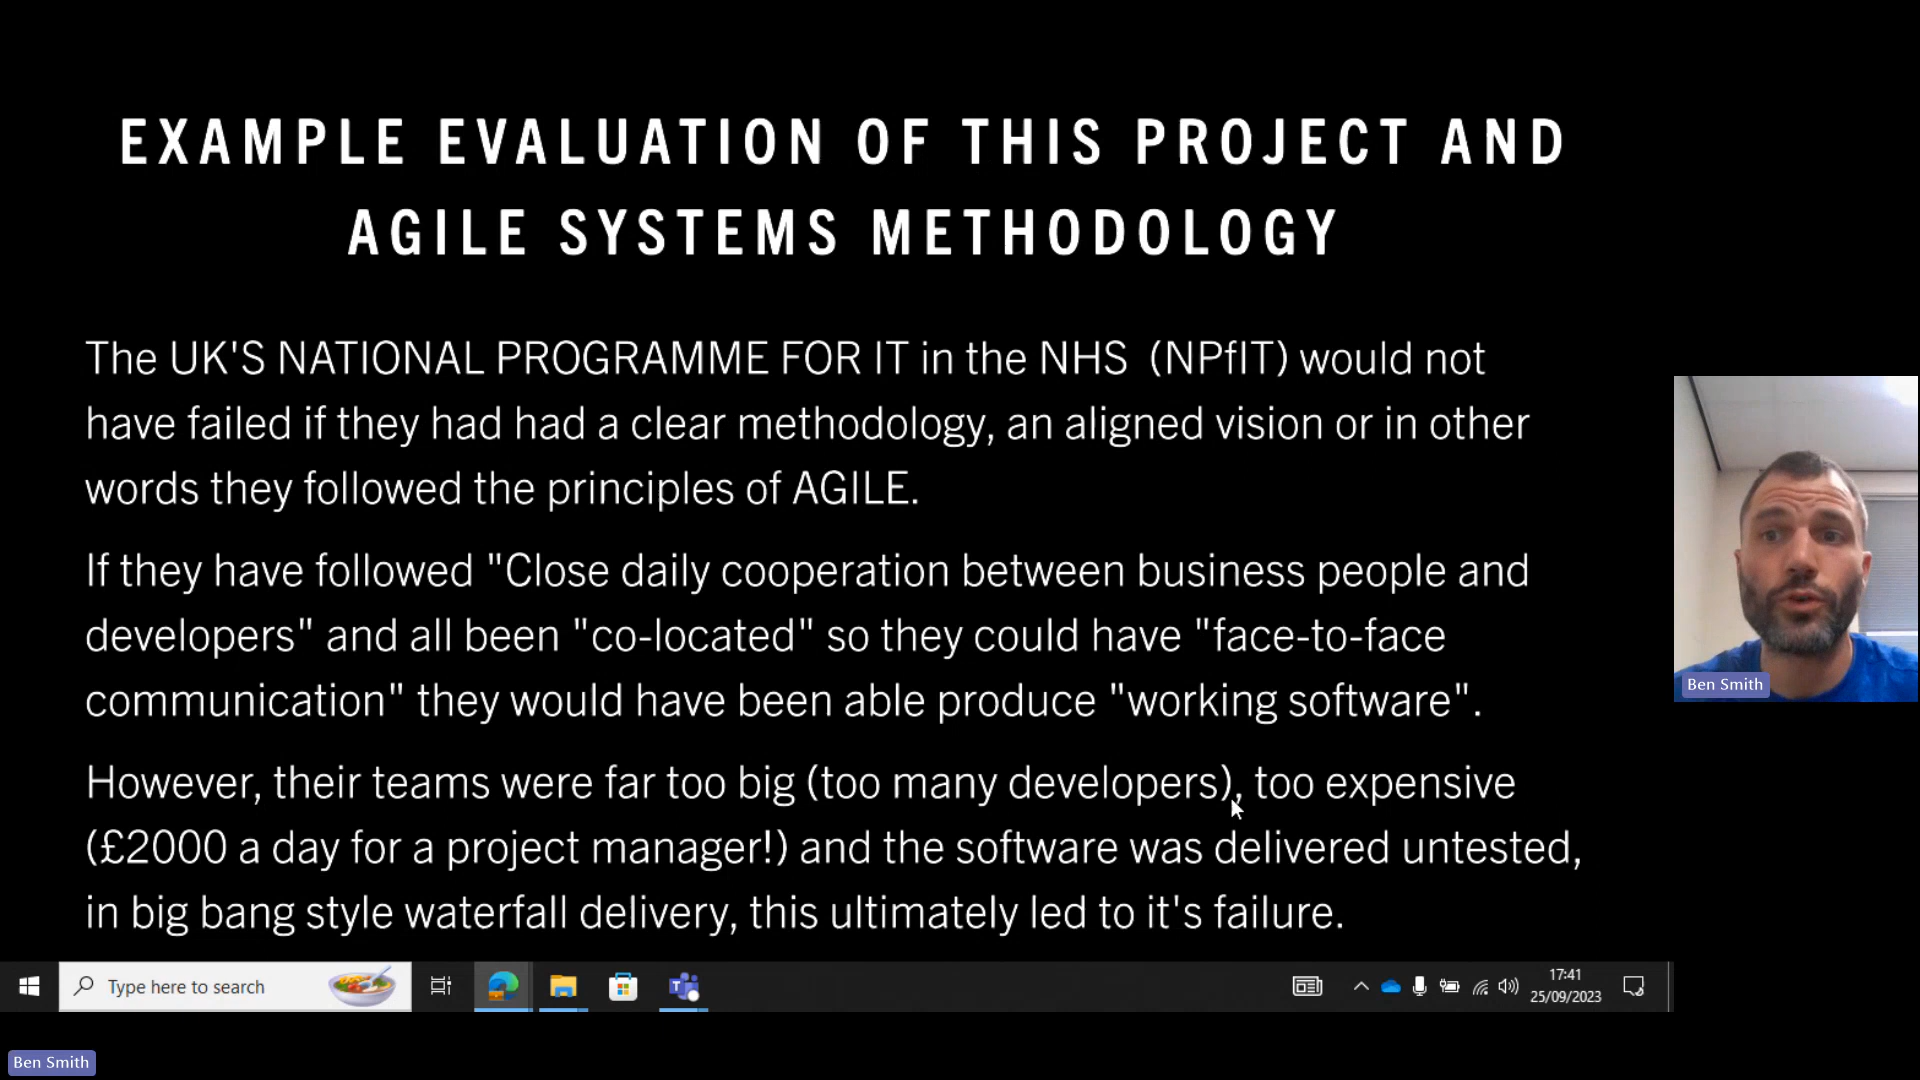 EXAMPLE EVALUATION OF THIS PROJECT AND
AGILE SYSTEMS METHODOLOGY
The UK'S NATIONAL PROGRAMME FOR IT in the NHS (NPfIT) would not
have failed if they had had a clear methodology, an aligned vision or in other
words they followed the principles of AGILE.
If they have followed "Close daily cooperation between business people and
developers" and all been "co-located" so they could have "face-to-face
communication" they would have been able produce "working software".
However, their teams were far too big (too many developers), too expensive
(£2000 a day for a project manager!) and the software was delivered untested,
in big bang style waterfall delivery, this ultimately led to it's failure.
Ben Smith
Type here to search
17:41
25/09/2023
Ben Smith